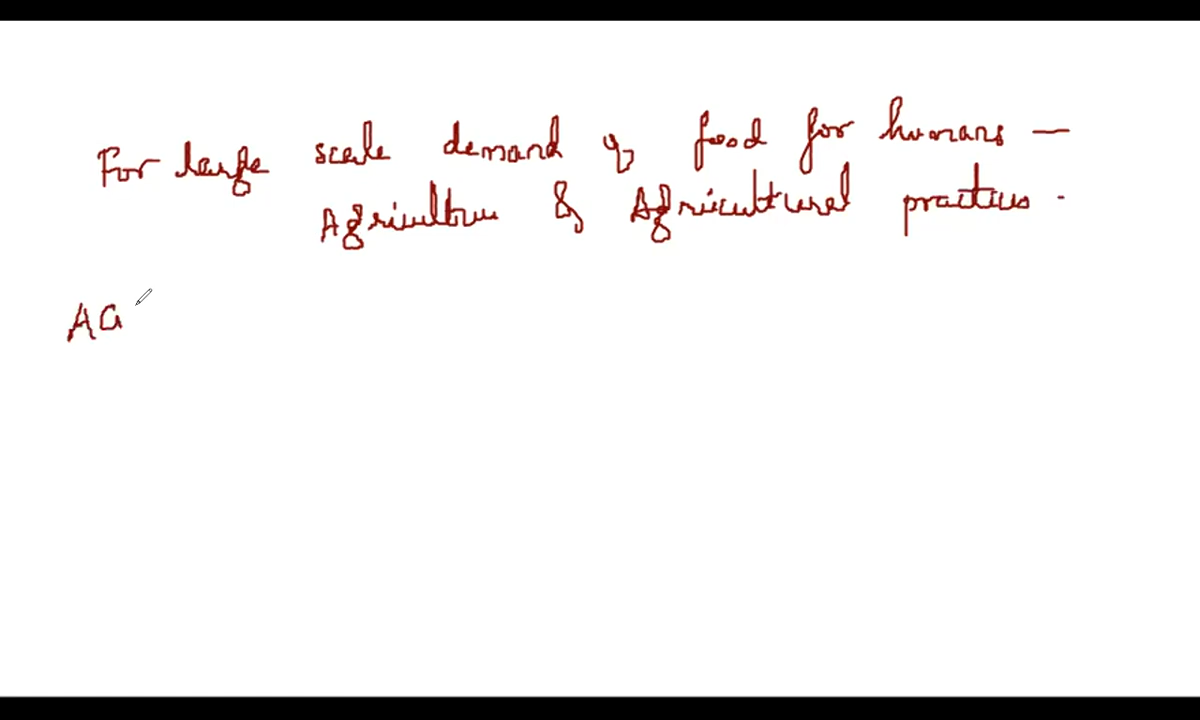 For large scale demand of food for humans —
Agriculture & Agricultural practices.
AG